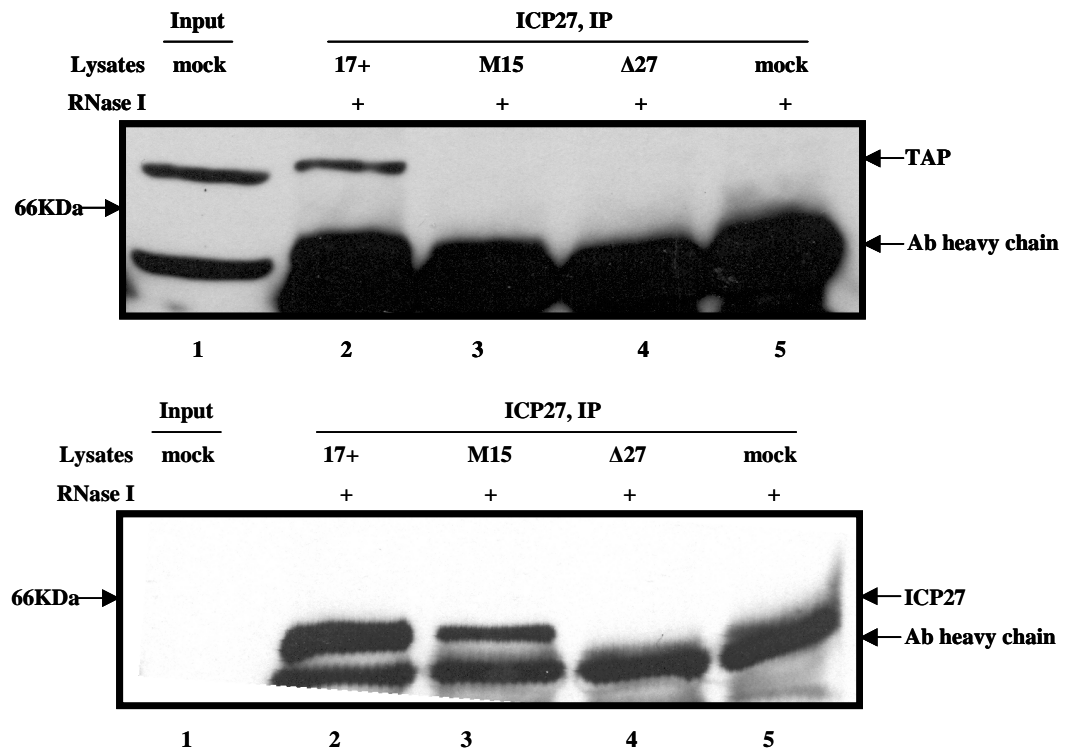 Input ICP27, IP
Lysates mock 17+ M15 Δ27 mock
RNase I + + + +
TAP
66KDa
Ab heavy chain
1 2 3 4 5
Input ICP27, IP
Lysates mock 17+ M15 Δ27 mock
RNase I + + + +
66KDa ICP27
Ab heavy chain
1 2 3 4 5